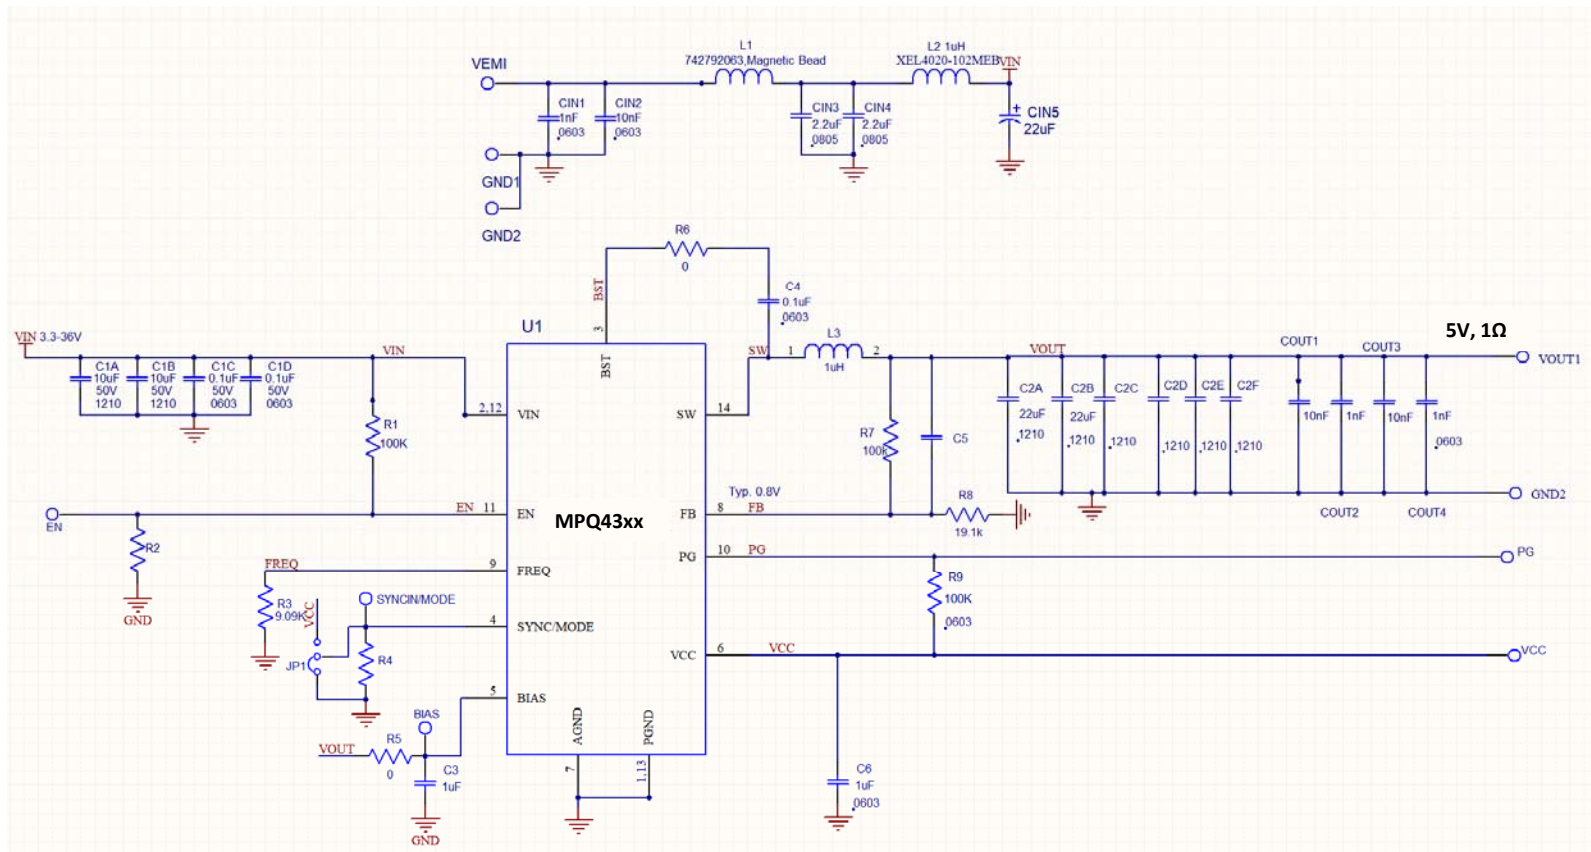 L1
742792063,Magnetic Bead
L2 1uH
XEL4020-102MEB
VIN
VEMI
CIN1
1nF
.0603
CIN2
10nF
.0603
CIN3
2.2uF
.0805
CIN4
2.2uF
.0805
+
CIN5
22uF
GND1
GND2
R6
0
BST
3
BST
C4
0.1uF
.0603
U1
VIN 3.3-36V
VIN
C1A
10uF
50V
1210
C1B
10uF
50V
1210
C1C
0.1uF
50V
0603
C1D
0.1uF
50V
0603
R1
100K
2,12
VIN
SW
14
SW
1
L3
1uH
2
VOUT
5V, 1Ω
VOUT1
COUT1
10nF
1nF
COUT3
10nF
1nF
.0603
C2A
22uF
.1210
C2B
22uF
.1210
C2C
.1210
C2D
.1210
C2E
.1210
C2F
.1210
R7
100k
C5
GND2
COUT2
COUT4
Typ. 0.8V
FB
8
FB
R8
19.1k
EN
EN
11
EN
MPQ43xx
R2
GND
PG
10
PG
PG
R9
100K
.0603
FREQ
9
FREQ
R3
9.09K
VCC
SYNCIN/MODE
4
SYNC/MODE
JP1
R4
VCC
6
VCC
VCC
5
BIAS
BIAS
VOUT
R5
0
C3
1uF
GND
AGND
PGND
7
1,13
C6
1uF
.0603